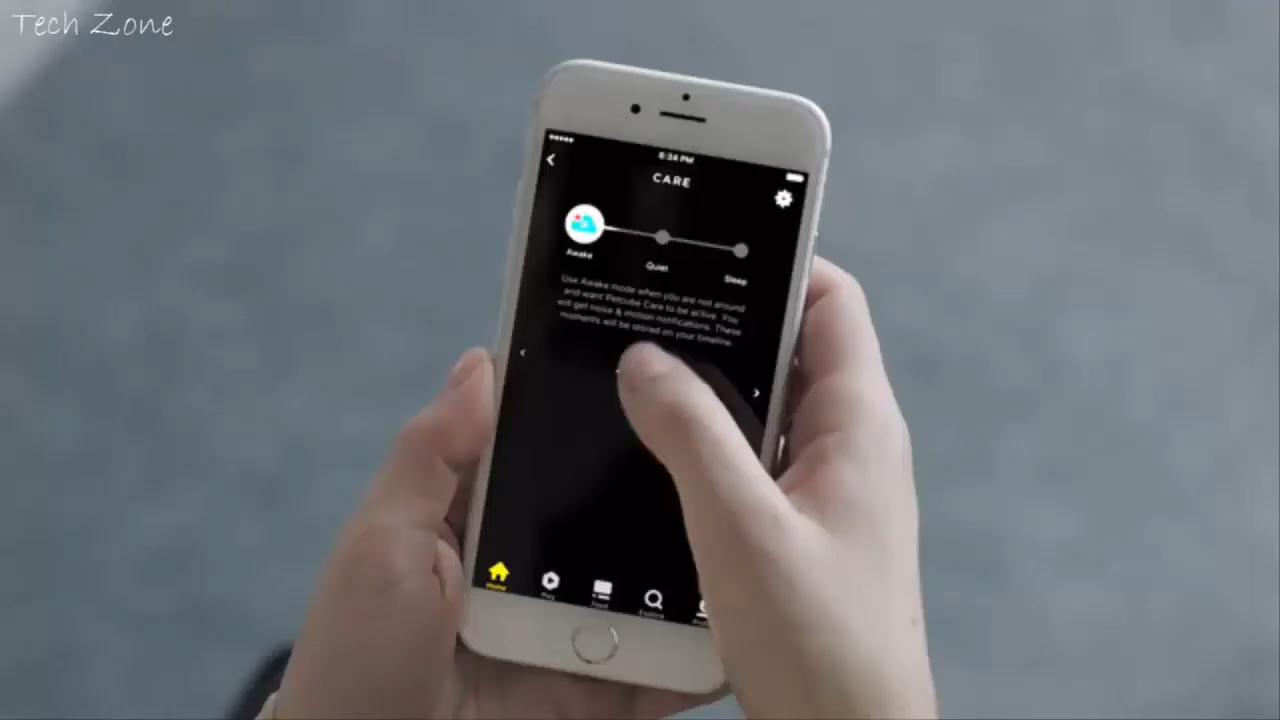 Tech Zone
6:34 PM
CARE
Awake
Quiet
Sleep
Use Awake mode when you are not around
and want Petcube Care to be active. You
will get noise & motion notifications. These
moments will be stored on your timeline.
Home
Play
Feed
Explore